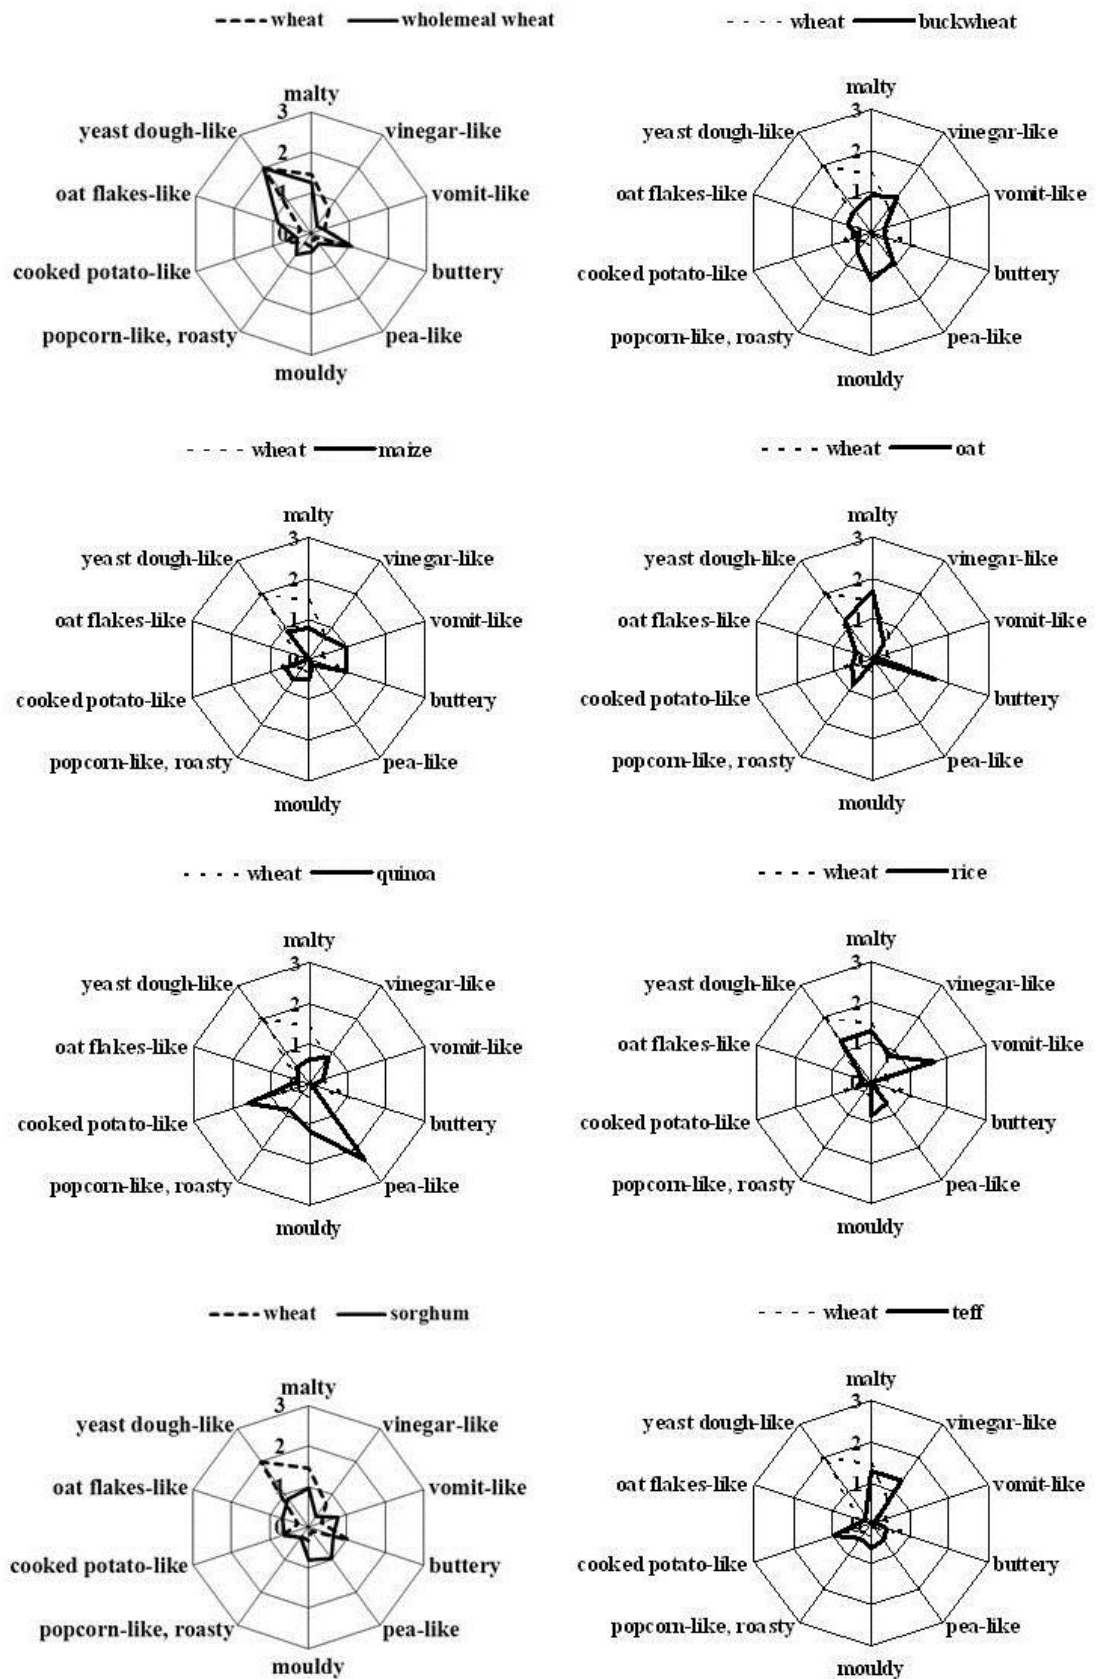 wheat wholemeal wheat
malty
3
yeast dough-like vinegar-like
2
oat flakes-like 1 vomit-like
0
cooked potato-like buttery
popcorn-like, roasty pea-like
mouldy
wheat buckwheat
malty
3
yeast dough-like vinegar-like
2
oat flakes-like 1 vomit-like
cooked potato-like buttery
popcorn-like, roasty pea-like
mouldy
wheat maize
malty
3
yeast dough-like vinegar-like
2
oat flakes-like 1 vomit-like
0
cooked potato-like buttery
popcorn-like, roasty pea-like
mouldy
wheat oat
malty
3
yeast dough-like vinegar-like
2
oat flakes-like 1 vomit-like
0
cooked potato-like buttery
popcorn-like, roasty pea-like
mouldy
wheat quinoa
malty
3
yeast dough-like vinegar-like
2
oat flakes-like 1 vomit-like
0
cooked potato-like buttery
popcorn-like, roasty pea-like
mouldy
wheat rice
malty
3
yeast dough-like vinegar-like
2
oat flakes-like 1 vomit-like
0
cooked potato-like buttery
popcorn-like, roasty pea-like
mouldy
wheat sorghum
malty
3
yeast dough-like vinegar-like
2
oat flakes-like 1 vomit-like
0
cooked potato-like buttery
popcorn-like, roasty pea-like
mouldy
wheat teff
malty
3
yeast dough-like vinegar-like
2
oat flakes-like 1 vomit-like
0
cooked potato-like buttery
popcorn-like, roasty pea-like
mouldy